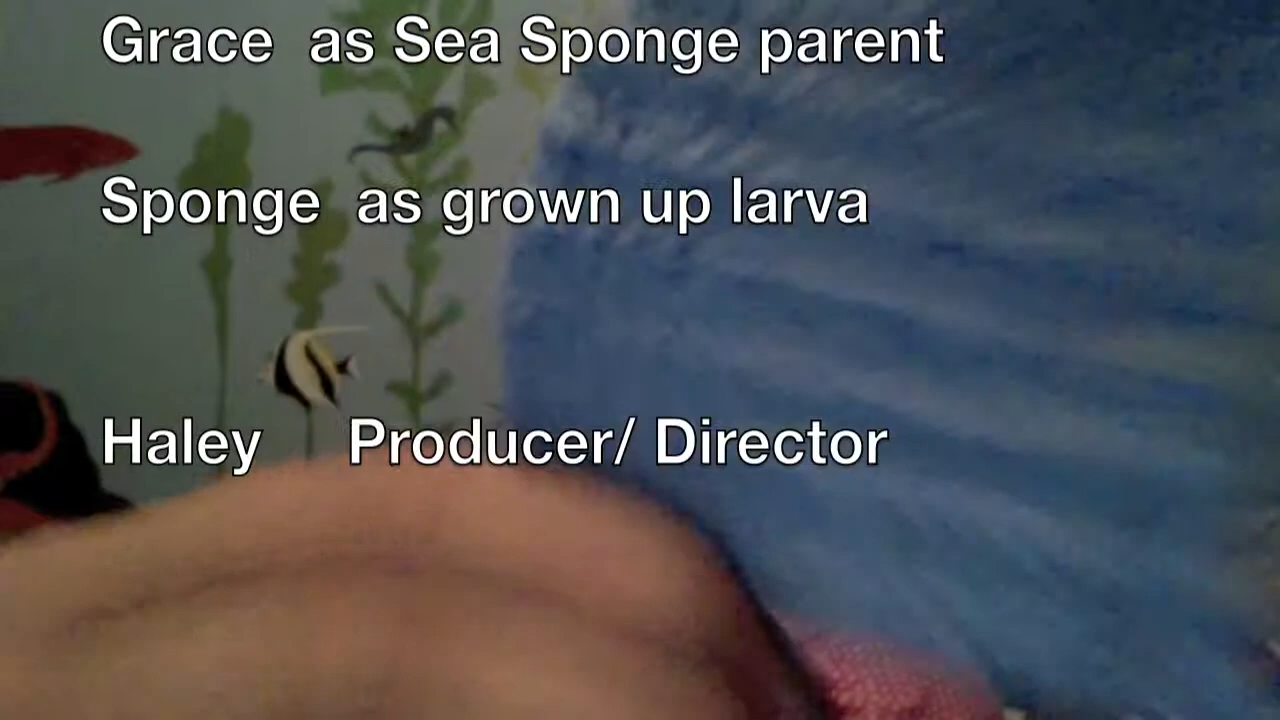 Grace as Sea Sponge parent
Sponge as grown up larva
Haley Producer/ Director